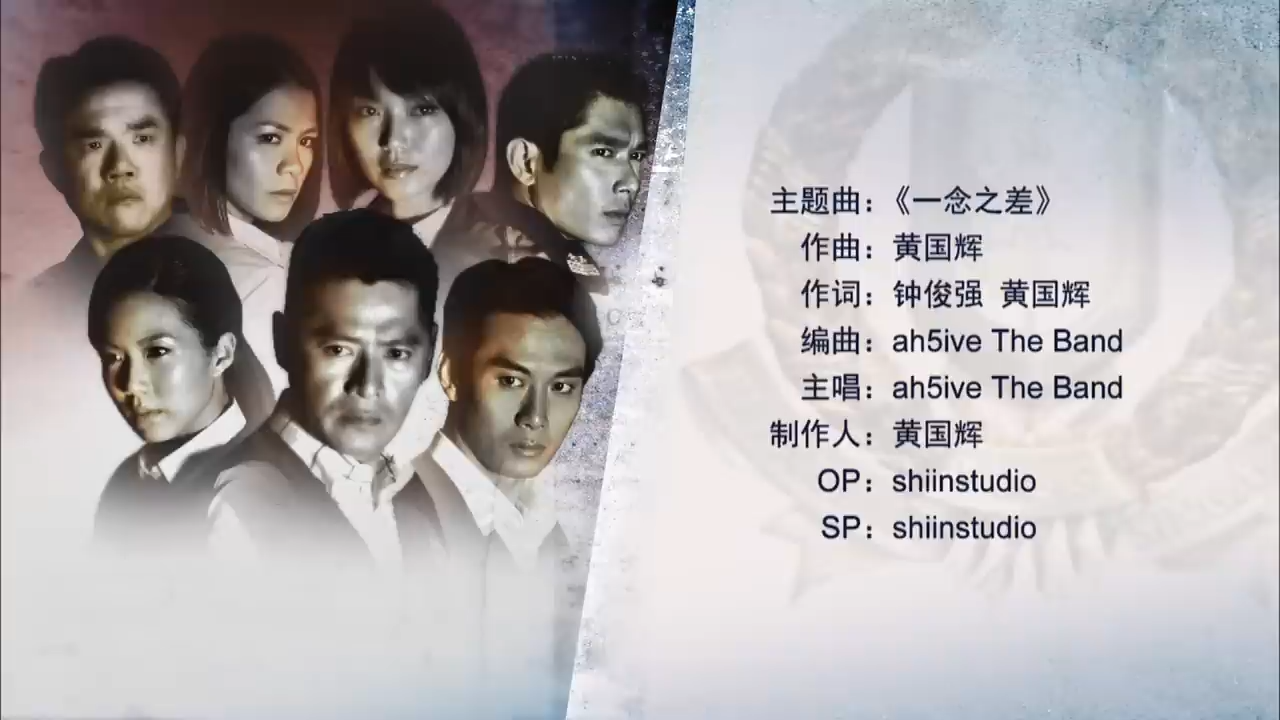 主题曲：《一念之差》
作曲：黄国辉
作词：钟俊强 黄国辉
编曲：ah5ive The Band
主唱：ah5ive The Band
制作人：黄国辉
OP：shiinstudio
SP：shiinstudio